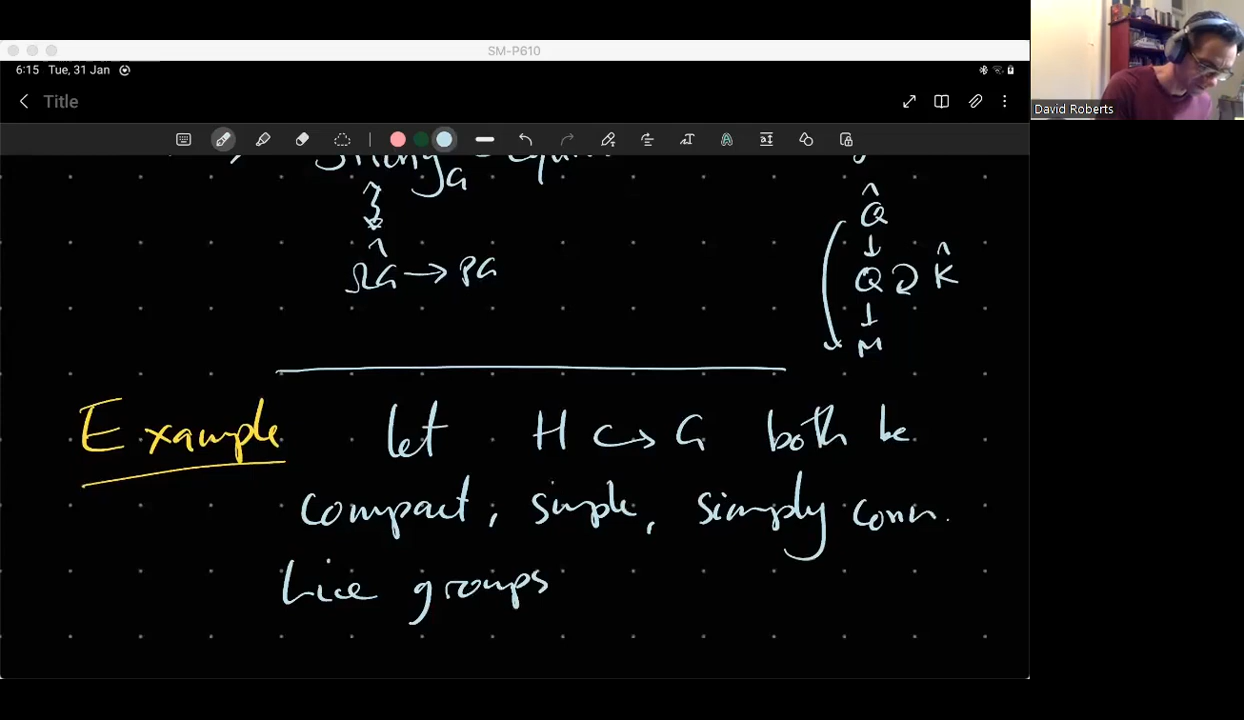 SM-P610
6:15 Tue, 31 Jan
Title
David Roberts
String_G
Q̂
↓
Q ↻ K̂
↓
M
Ω̂G → PG
Example let H ↪ G both be
compact, simple, simply conn.
Lie groups